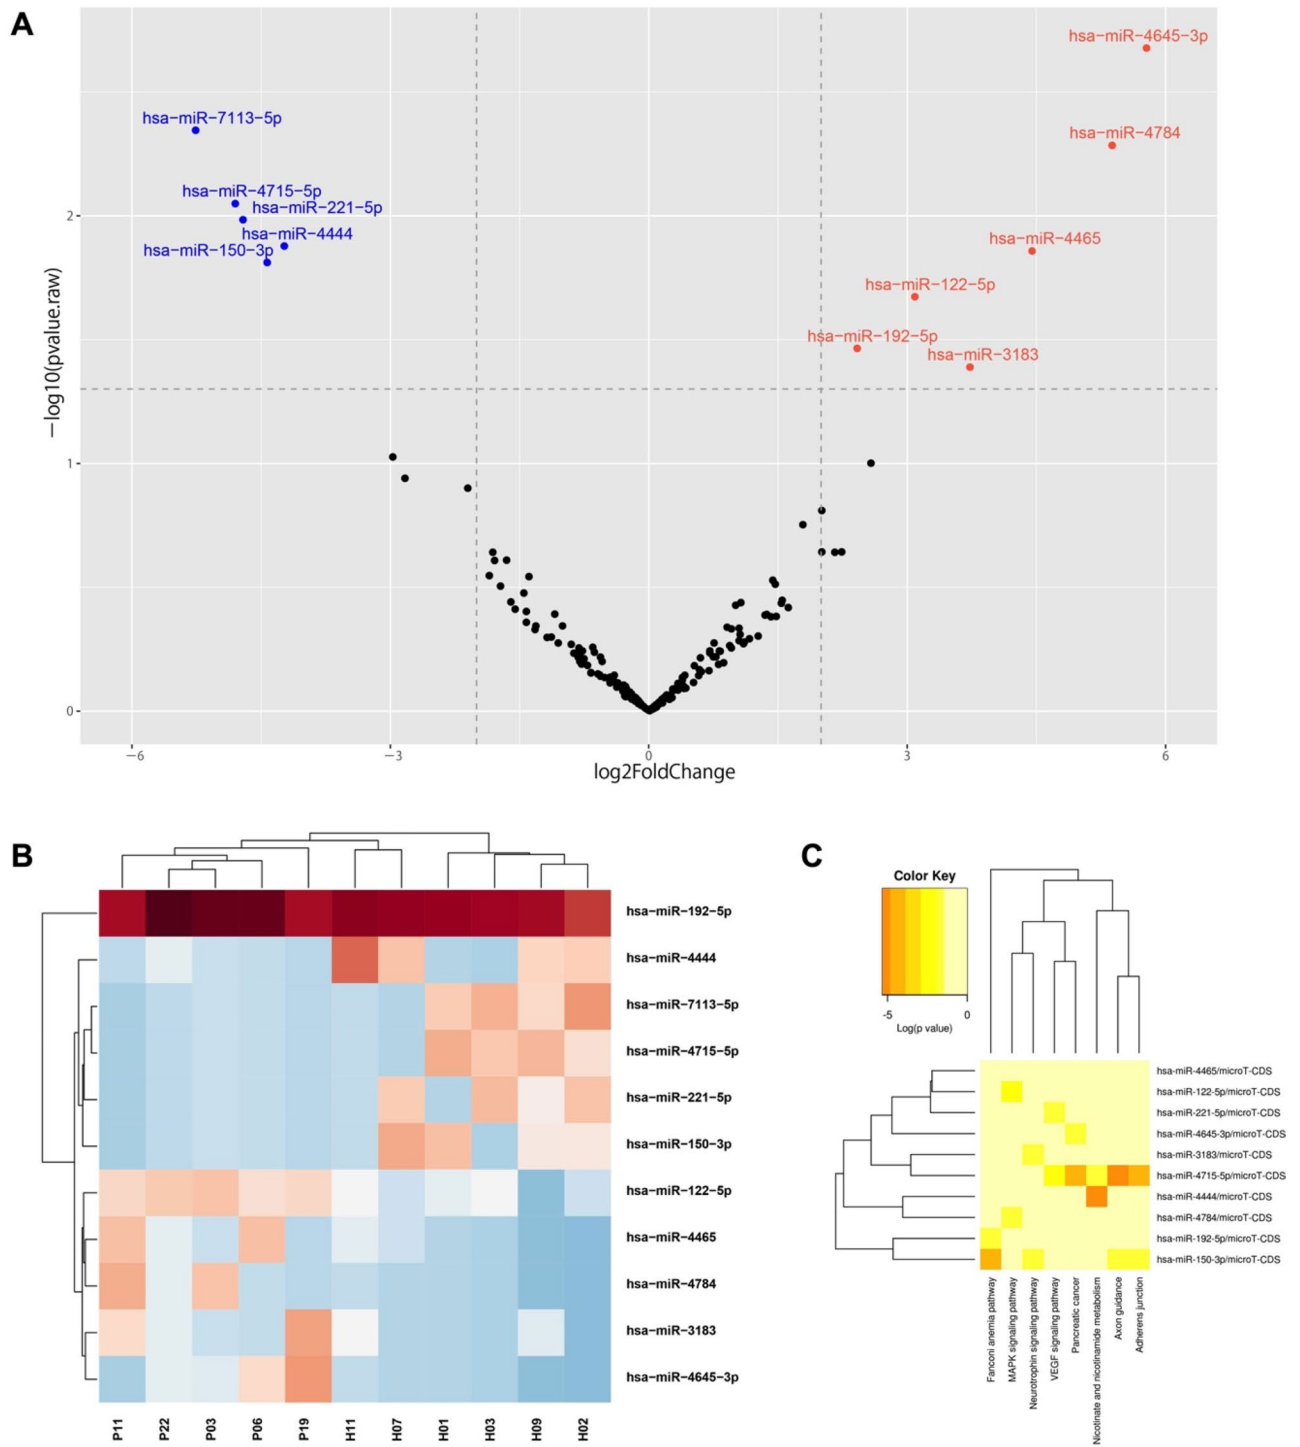 A
hsa−miR−4645−3p
hsa−miR−7113−5p
hsa−miR−4784
hsa−miR−4715−5p
hsa−miR−221−5p
hsa−miR−4444
hsa−miR−150−3p
hsa−miR−4465
hsa−miR−122−5p
hsa−miR−192−5p
hsa−miR−3183
−log10(pvalue.raw)
2
1
0
−6
−3
0
3
6
log2FoldChange
B
hsa-miR-192-5p
hsa-miR-4444
hsa-miR-7113-5p
hsa-miR-4715-5p
hsa-miR-221-5p
hsa-miR-150-3p
hsa-miR-122-5p
hsa-miR-4465
hsa-miR-4784
hsa-miR-3183
hsa-miR-4645-3p
P11
P22
P03
P06
P19
H11
H07
H01
H03
H09
H02
C
Color Key
-5
0
Log(p value)
hsa-miR-4465/microT-CDS
hsa-miR-122-5p/microT-CDS
hsa-miR-221-5p/microT-CDS
hsa-miR-4645-3p/microT-CDS
hsa-miR-3183/microT-CDS
hsa-miR-4715-5p/microT-CDS
hsa-miR-4444/microT-CDS
hsa-miR-4784/microT-CDS
hsa-miR-192-5p/microT-CDS
hsa-miR-150-3p/microT-CDS
Fanconi anemia pathway
MAPK signaling pathway
Neurotrophin signaling pathway
VEGF signaling pathway
Pancreatic cancer
Nicotinate and nicotinamide metabolism
Axon guidance
Adherens junction